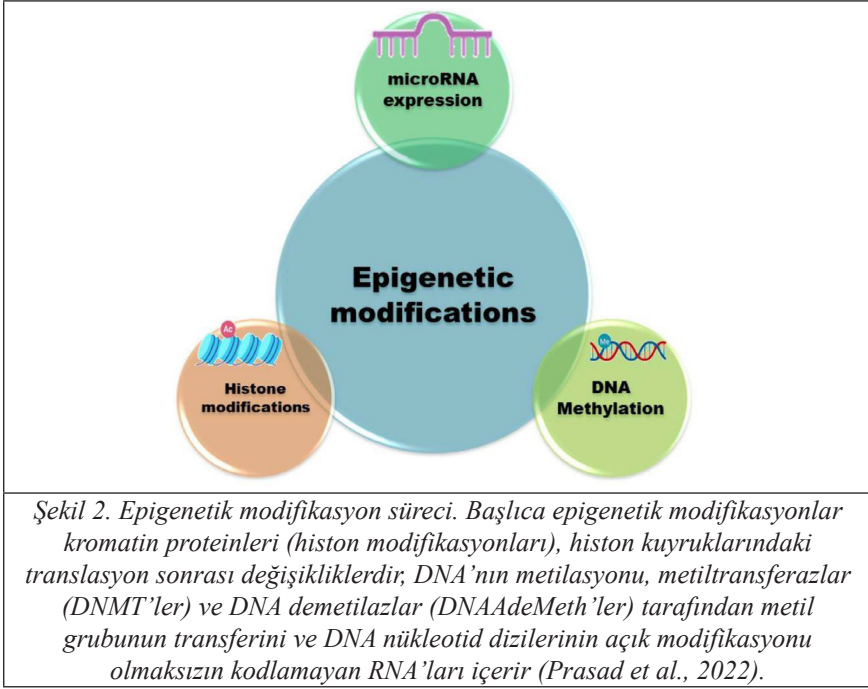 microRNA
expression
Epigenetic
modifications
Ac
Histone
modifications
Me
DNA
Methylation
Şekil 2. Epigenetik modifikasyon süreci. Başlıca epigenetik modifikasyonlar
kromatin proteinleri (histon modifikasyonları), histon kuyruklarındaki
translasyon sonrası değişikliklerdir, DNA’nın metilasyonu, metiltransferazlar
(DNMT’ler) ve DNA demetilazlar (DNAAdeMeth’ler) tarafından metil
grubunun transferini ve DNA nükleotid dizilerinin açık modifikasyonu
olmaksızın kodlamayan RNA’ları içerir (Prasad et al., 2022).